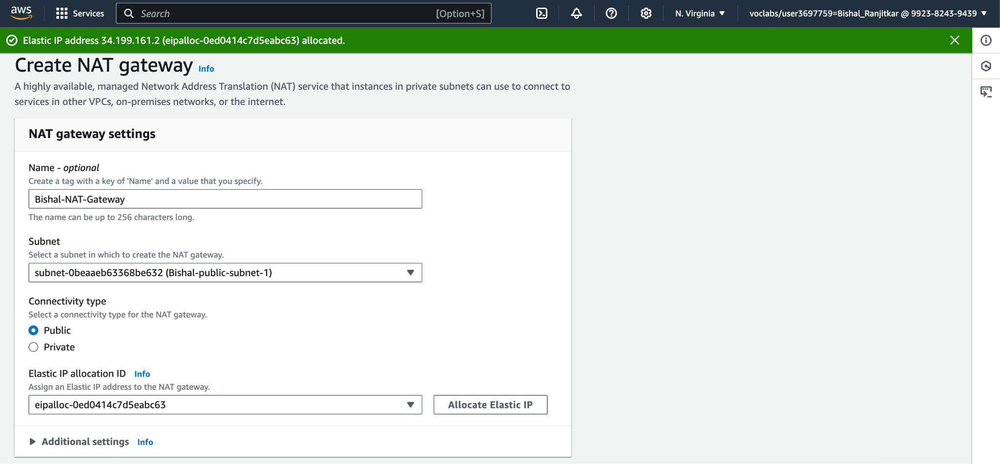 aws
Services
Search
[Option+S]
N. Virginia
voclabs/user3697759=Bishal_Ranjitkar @ 9923-8243-9439
Elastic IP address 34.199.161.2 (eipalloc-0ed0414c7d5eabc63) allocated.
Create NAT gateway Info
A highly available, managed Network Address Translation (NAT) service that instances in private subnets can use to connect to
services in other VPCs, on-premises networks, or the internet.
NAT gateway settings
Name - optional
Create a tag with a key of 'Name' and a value that you specify.
Bishal-NAT-Gateway
The name can be up to 256 characters long.
Subnet
Select a subnet in which to create the NAT gateway.
subnet-0beaaeb63368be632 (Bishal-public-subnet-1)
Connectivity type
Select a connectivity type for the NAT gateway.
Public
Private
Elastic IP allocation ID Info
Assign an Elastic IP address to the NAT gateway.
eipalloc-0ed0414c7d5eabc63
Allocate Elastic IP
Additional settings Info